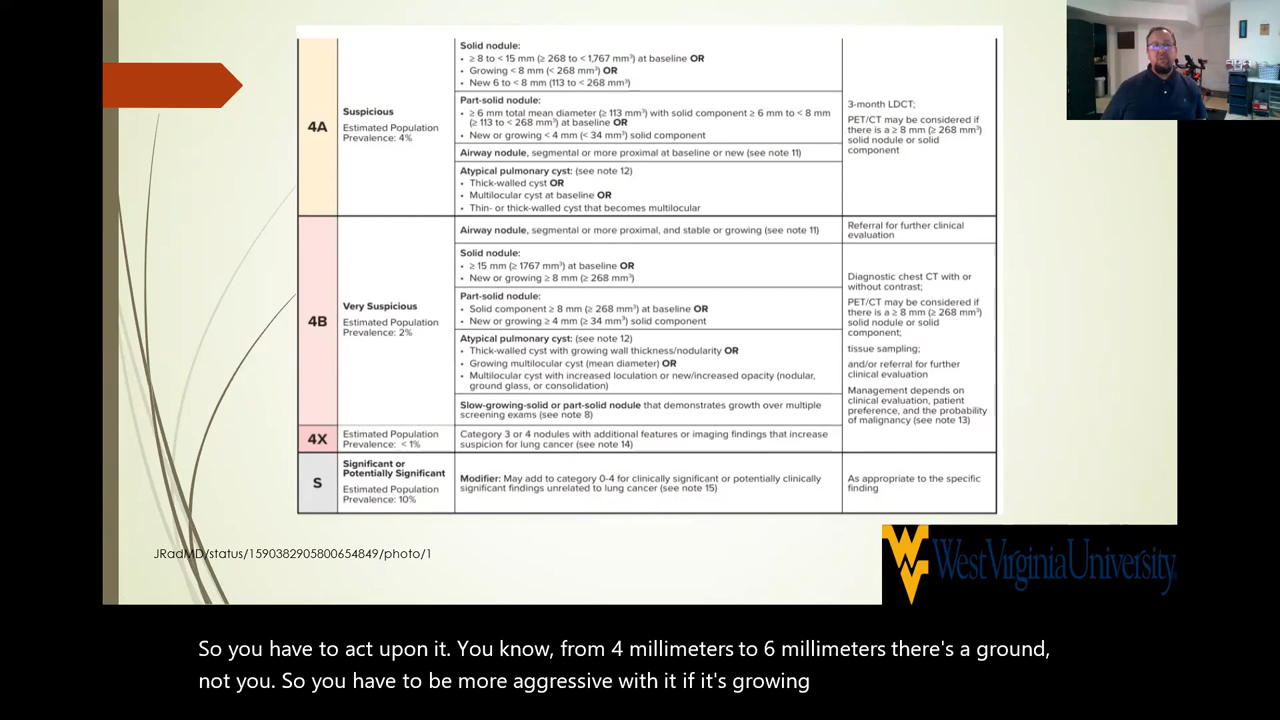 4A
Suspicious
Estimated Population
Prevalence: 4%
Solid nodule:
• ≥ 8 to < 15 mm (≥ 268 to < 1,767 mm³) at baseline OR
• Growing < 8 mm (< 268 mm³) OR
• New 6 to < 8 mm (113 to < 268 mm³)
Part-solid nodule:
• ≥ 6 mm total mean diameter (≥ 113 mm³) with solid component ≥ 6 mm to < 8 mm
(≥ 113 to < 268 mm³) at baseline OR
• New or growing < 4 mm (< 34 mm³) solid component
Airway nodule, segmental or more proximal at baseline or new (see note 11)
Atypical pulmonary cyst: (see note 12)
• Thick-walled cyst OR
• Multilocular cyst at baseline OR
• Thin- or thick-walled cyst that becomes multilocular
3-month LDCT;
PET/CT may be considered if
there is a ≥ 8 mm (≥ 268 mm³)
solid nodule or solid
component
4B
Very Suspicious
Estimated Population
Prevalence: 2%
Airway nodule, segmental or more proximal, and stable or growing (see note 11)
Referral for further clinical
evaluation
Solid nodule:
• ≥ 15 mm (≥ 1767 mm³) at baseline OR
• New or growing ≥ 8 mm (≥ 268 mm³)
Part-solid nodule:
• Solid component ≥ 8 mm (≥ 268 mm³) at baseline OR
• New or growing ≥ 4 mm (≥ 34 mm³) solid component
Atypical pulmonary cyst: (see note 12)
• Thick-walled cyst with growing wall thickness/nodularity OR
• Growing multilocular cyst (mean diameter) OR
• Multilocular cyst with increased loculation or new/increased opacity (nodular,
ground glass, or consolidation)
Slow-growing-solid or part-solid nodule that demonstrates growth over multiple
screening exams (see note 8)
Diagnostic chest CT with or
without contrast;
PET/CT may be considered if
there is a ≥ 8 mm (≥ 268 mm³)
solid nodule or solid
component;
tissue sampling;
and/or referral for further
clinical evaluation
Management depends on
clinical evaluation, patient
preference, and the probability
of malignancy (see note 13)
4X
Estimated Population
Prevalence: < 1%
Category 3 or 4 nodules with additional features or imaging findings that increase
suspicion for lung cancer (see note 14)
S
Significant or
Potentially Significant
Estimated Population
Prevalence: 10%
Modifier: May add to category 0-4 for clinically significant or potentially clinically
significant findings unrelated to lung cancer (see note 15)
As appropriate to the specific
finding
JRadMD/status/1590382905800654849/photo/1
WestVirginiaUniversity
So you have to act upon it. You know, from 4 millimeters to 6 millimeters there's a ground,
not you. So you have to be more aggressive with it if it's growing